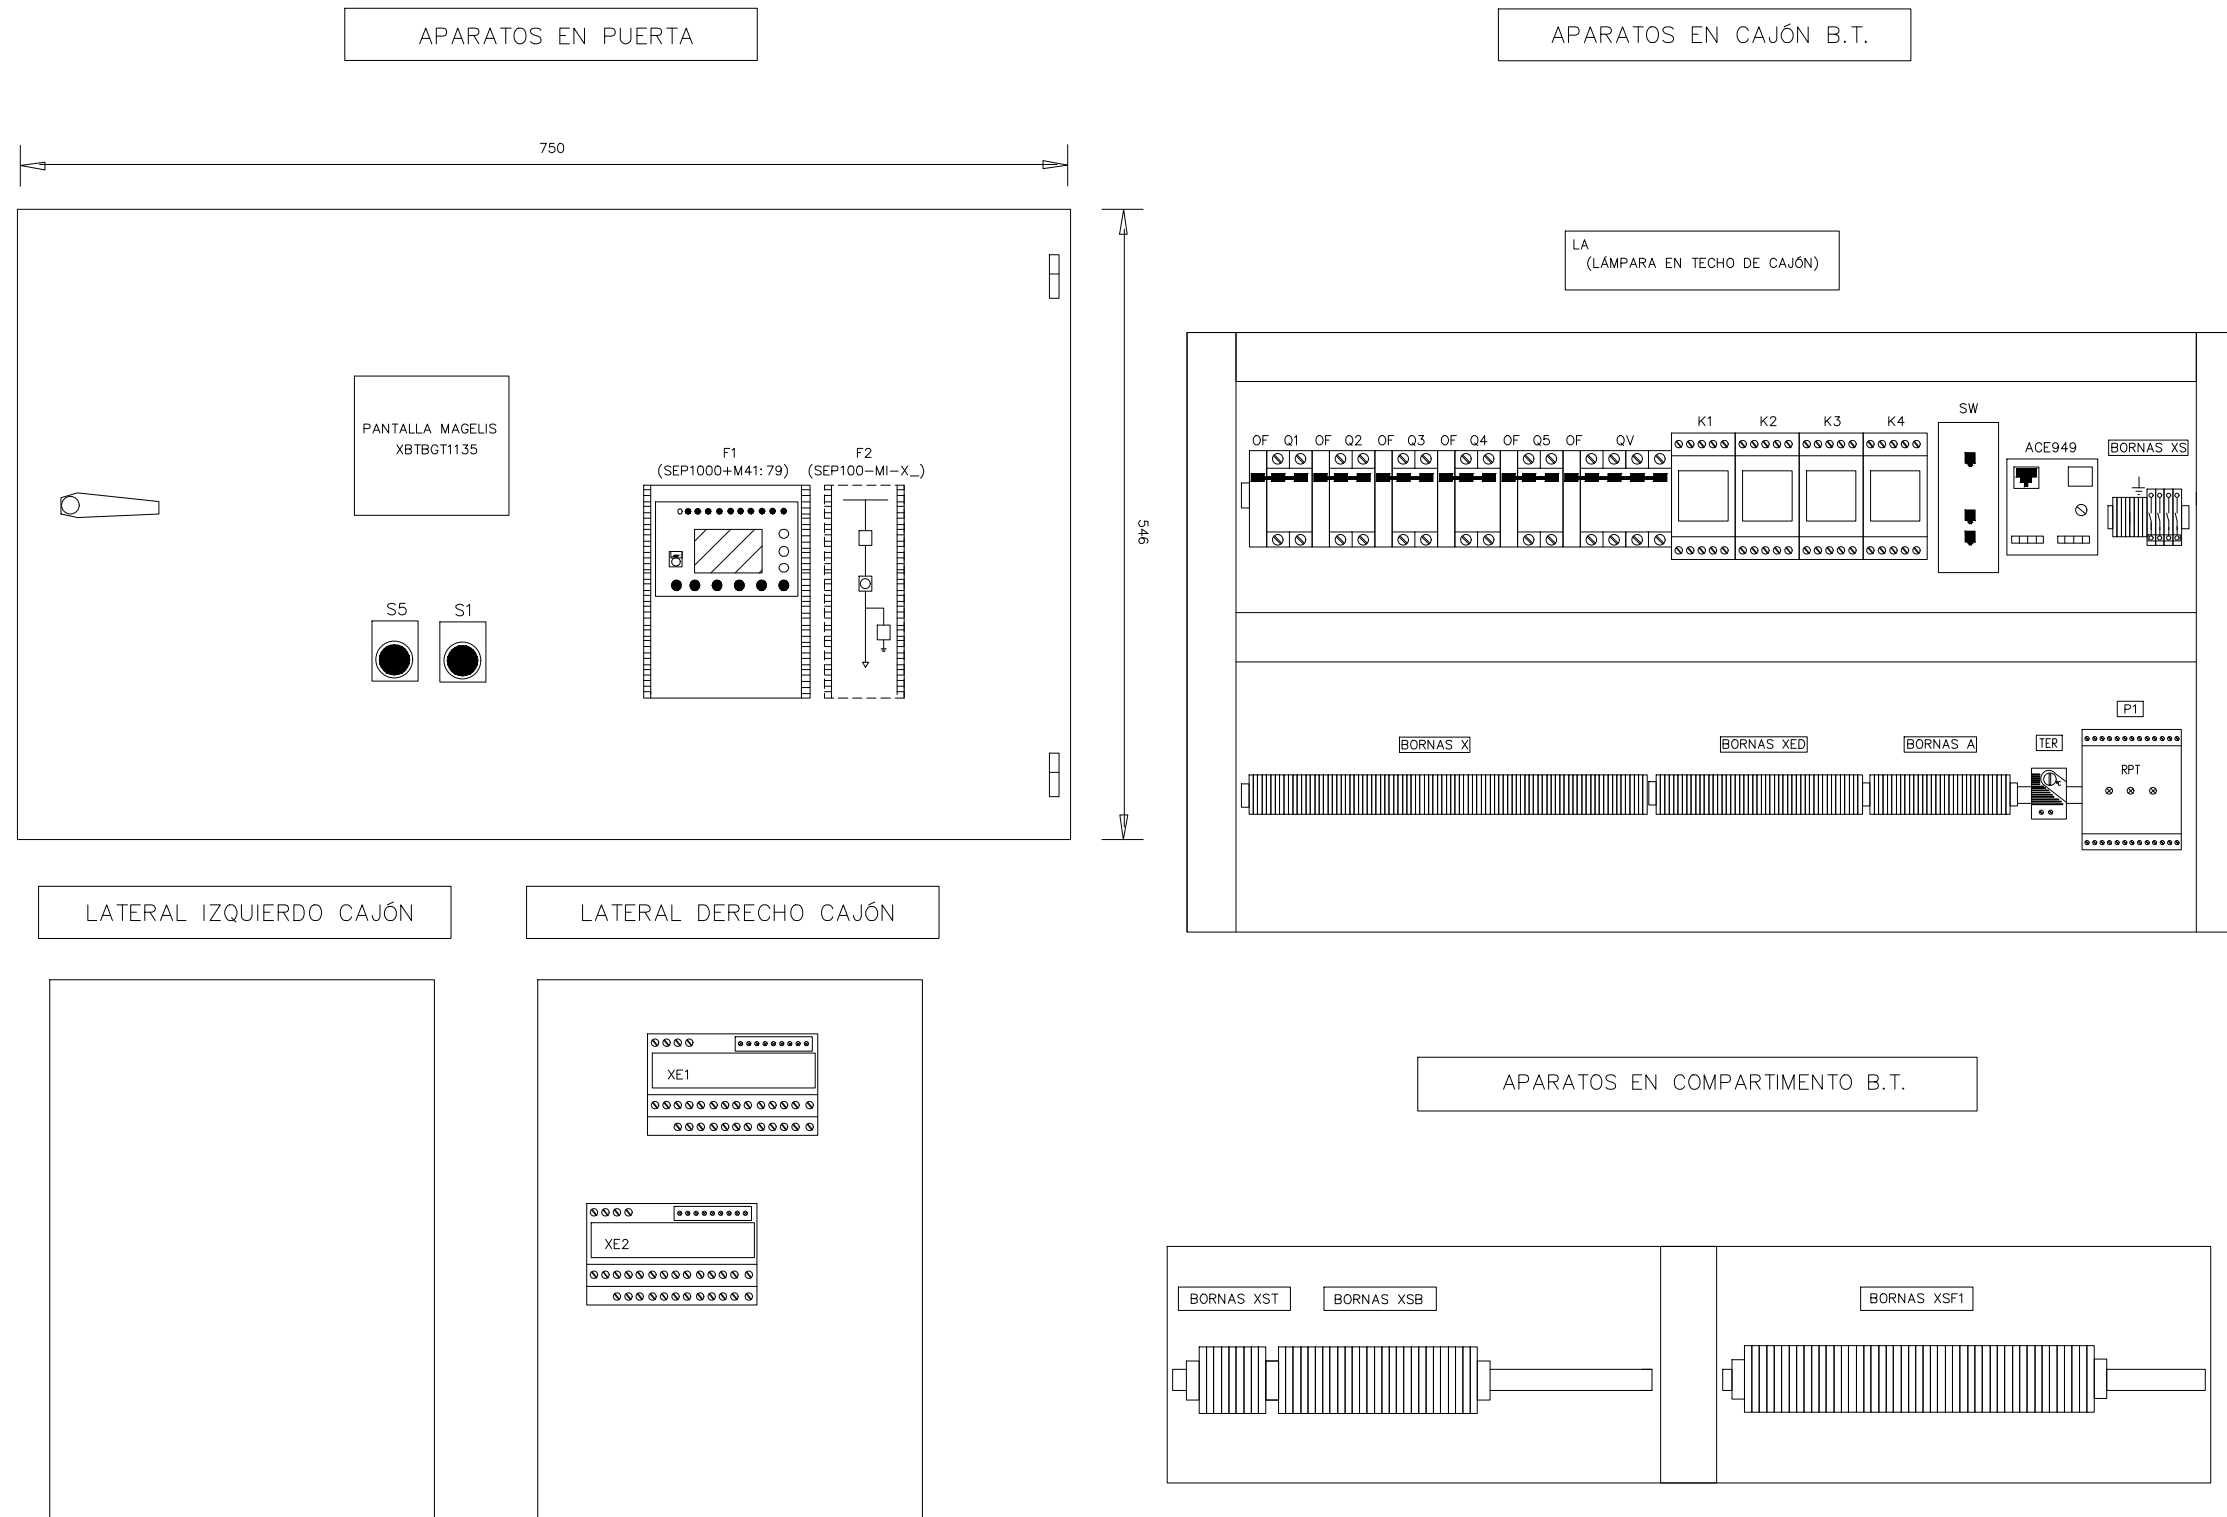 APARATOS EN PUERTA
APARATOS EN CAJÓN B.T.
750
546
LA
(LÁMPARA EN TECHO DE CAJÓN)
PANTALLA MAGELIS
XBTBGT1135
F1
(SEP1000+M41:79)
F2
(SEP100-MI-X_)
S5
S1
OF Q1 OF Q2 OF Q3 OF Q4 OF Q5 OF QV
K1 K2 K3 K4
SW
ACE949
BORNAS XS
BORNAS X
BORNAS XED
BORNAS A
TER
P1
RPT
°C
LATERAL IZQUIERDO CAJÓN
LATERAL DERECHO CAJÓN
XE1
XE2
APARATOS EN COMPARTIMENTO B.T.
BORNAS XST
BORNAS XSB
BORNAS XSF1